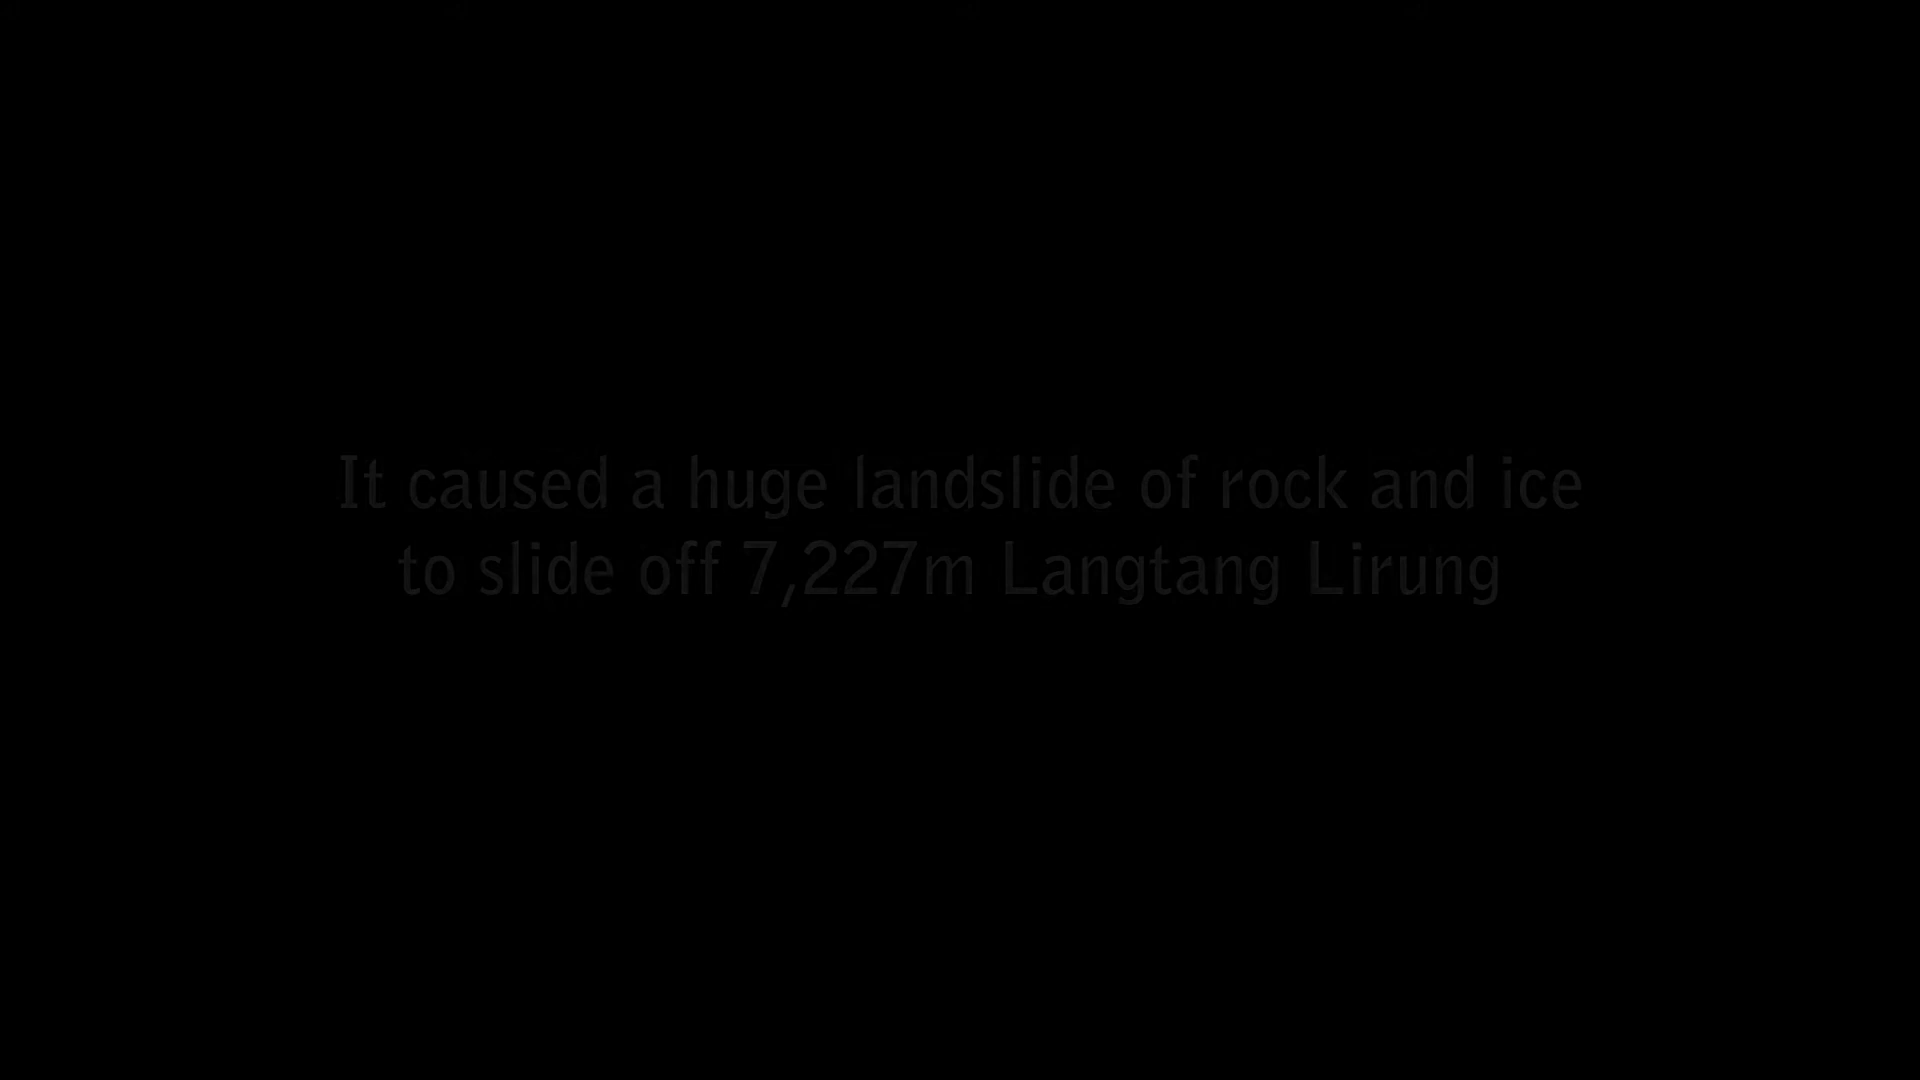 It caused a huge landslide of rock and ice
to slide off 7,227m Langtang Lirung